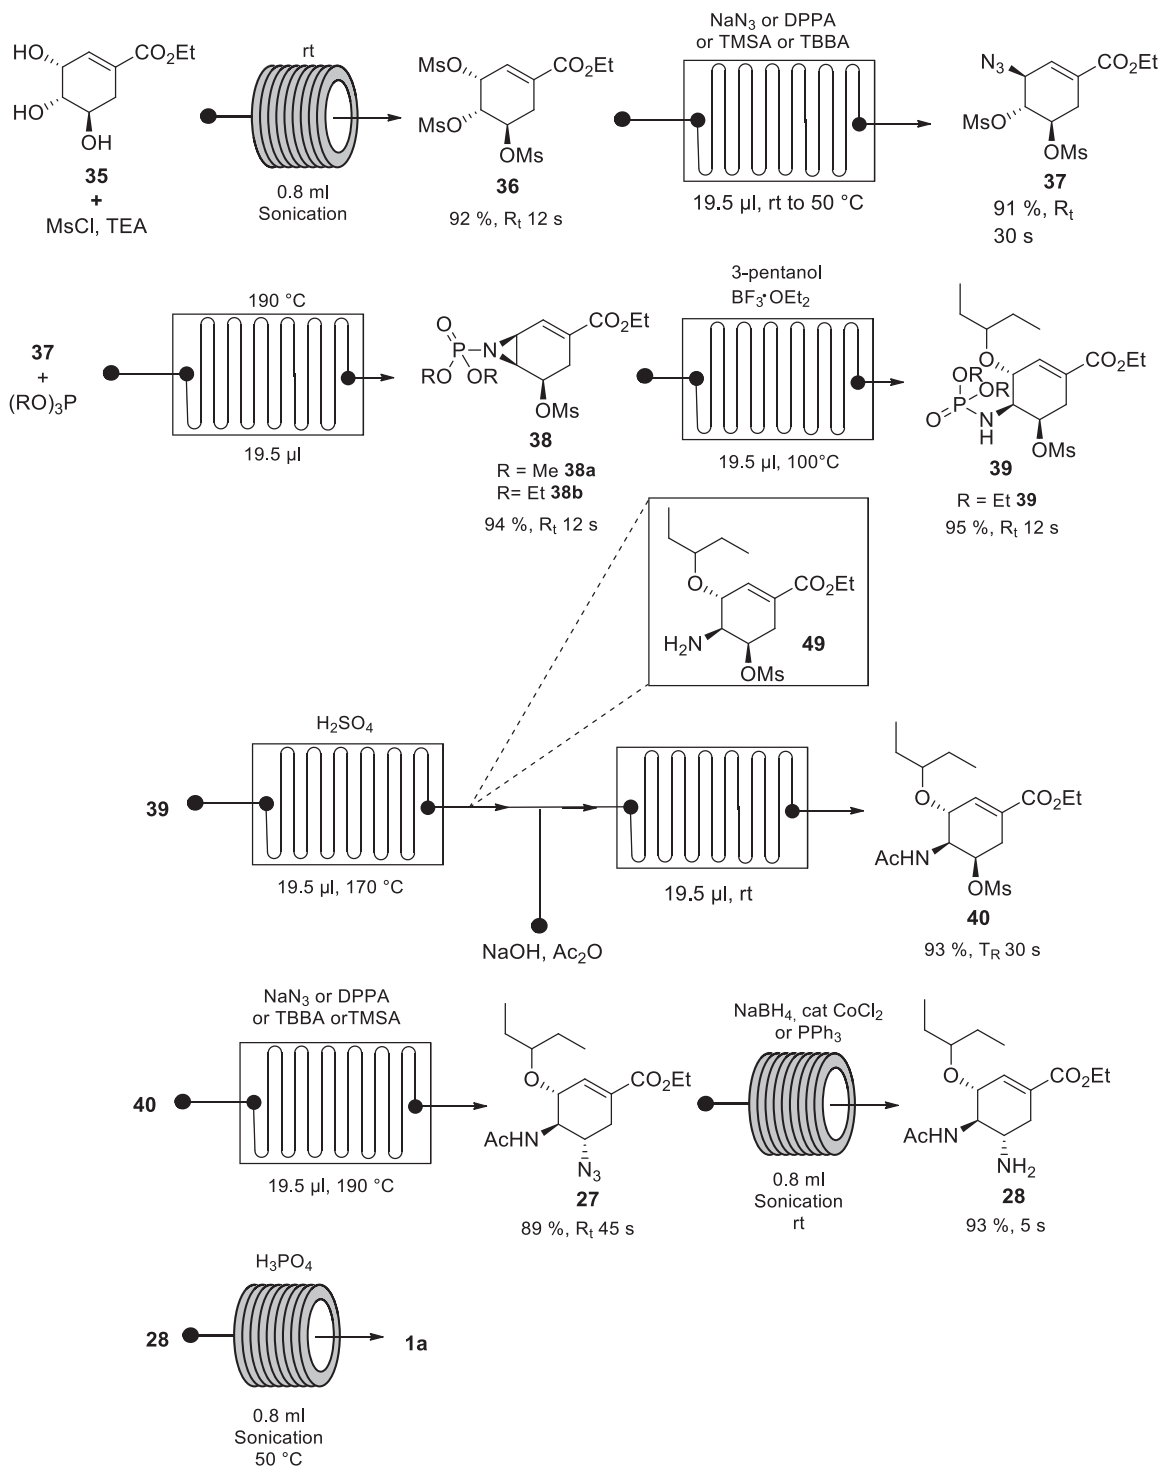 HO
CO2Et
HO
OH
35
+
MsCl, TEA
rt
0.8 ml
Sonication
MsO
CO2Et
MsO
OMs
36
92 %, Rt 12 s
NaN3 or DPPA
or TMSA or TBBA
19.5 µl, rt to 50 °C
N3
CO2Et
MsO
OMs
37
91 %, Rt
30 s
37
+
(RO)3P
190 °C
19.5 µl
O
P
N
RO
OR
CO2Et
OMs
38
R = Me 38a
R= Et 38b
94 %, Rt 12 s
3-pentanol
BF3•OEt2
19.5 µl, 100°C
O
CO2Et
RO
OR
P
O
N
H
OMs
39
R = Et 39
95 %, Rt 12 s
O
CO2Et
H2N
49
OMs
39
H2SO4
19.5 µl, 170 °C
NaOH, Ac2O
19.5 µl, rt
O
CO2Et
AcHN
OMs
40
93 %, TR 30 s
40
NaN3 or DPPA
or TBBA orTMSA
19.5 µl, 190 °C
O
CO2Et
AcHN
N3
27
89 %, Rt 45 s
NaBH4, cat CoCl2
or PPh3
0.8 ml
Sonication
rt
O
CO2Et
AcHN
NH2
28
93 %, 5 s
28
H3PO4
0.8 ml
Sonication
50 °C
1a